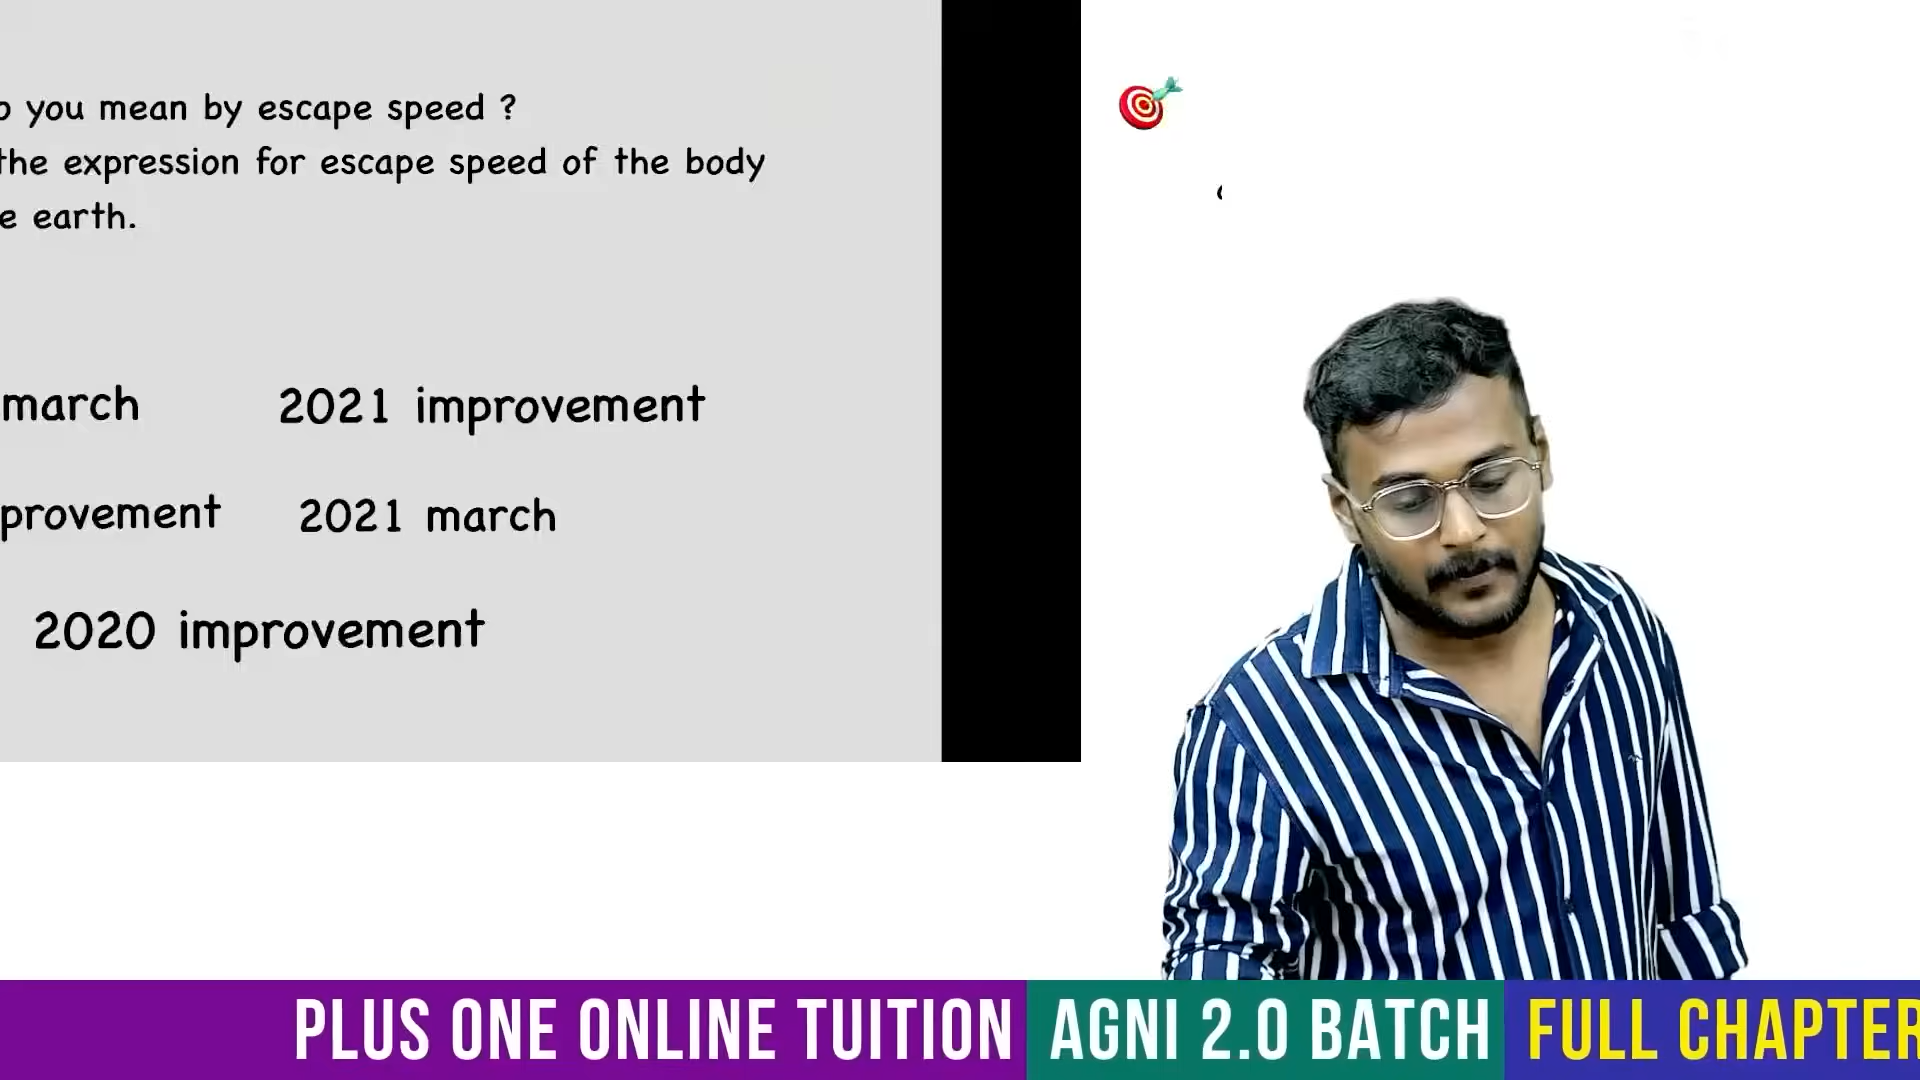 you mean by escape speed ?
the expression for escape speed of the body
earth.
march 2021 improvement
2021 march
2020 improvement
PLUS ONE ONLINE TUITION AGNI 2.0 BATCH FULL CHAPTER